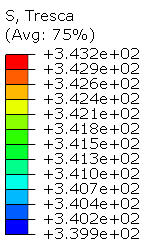 S, Tresca
(Avg: 75%)
+3.432e+02
+3.429e+02
+3.426e+02
+3.424e+02
+3.421e+02
+3.418e+02
+3.415e+02
+3.413e+02
+3.410e+02
+3.407e+02
+3.404e+02
+3.402e+02
+3.399e+02